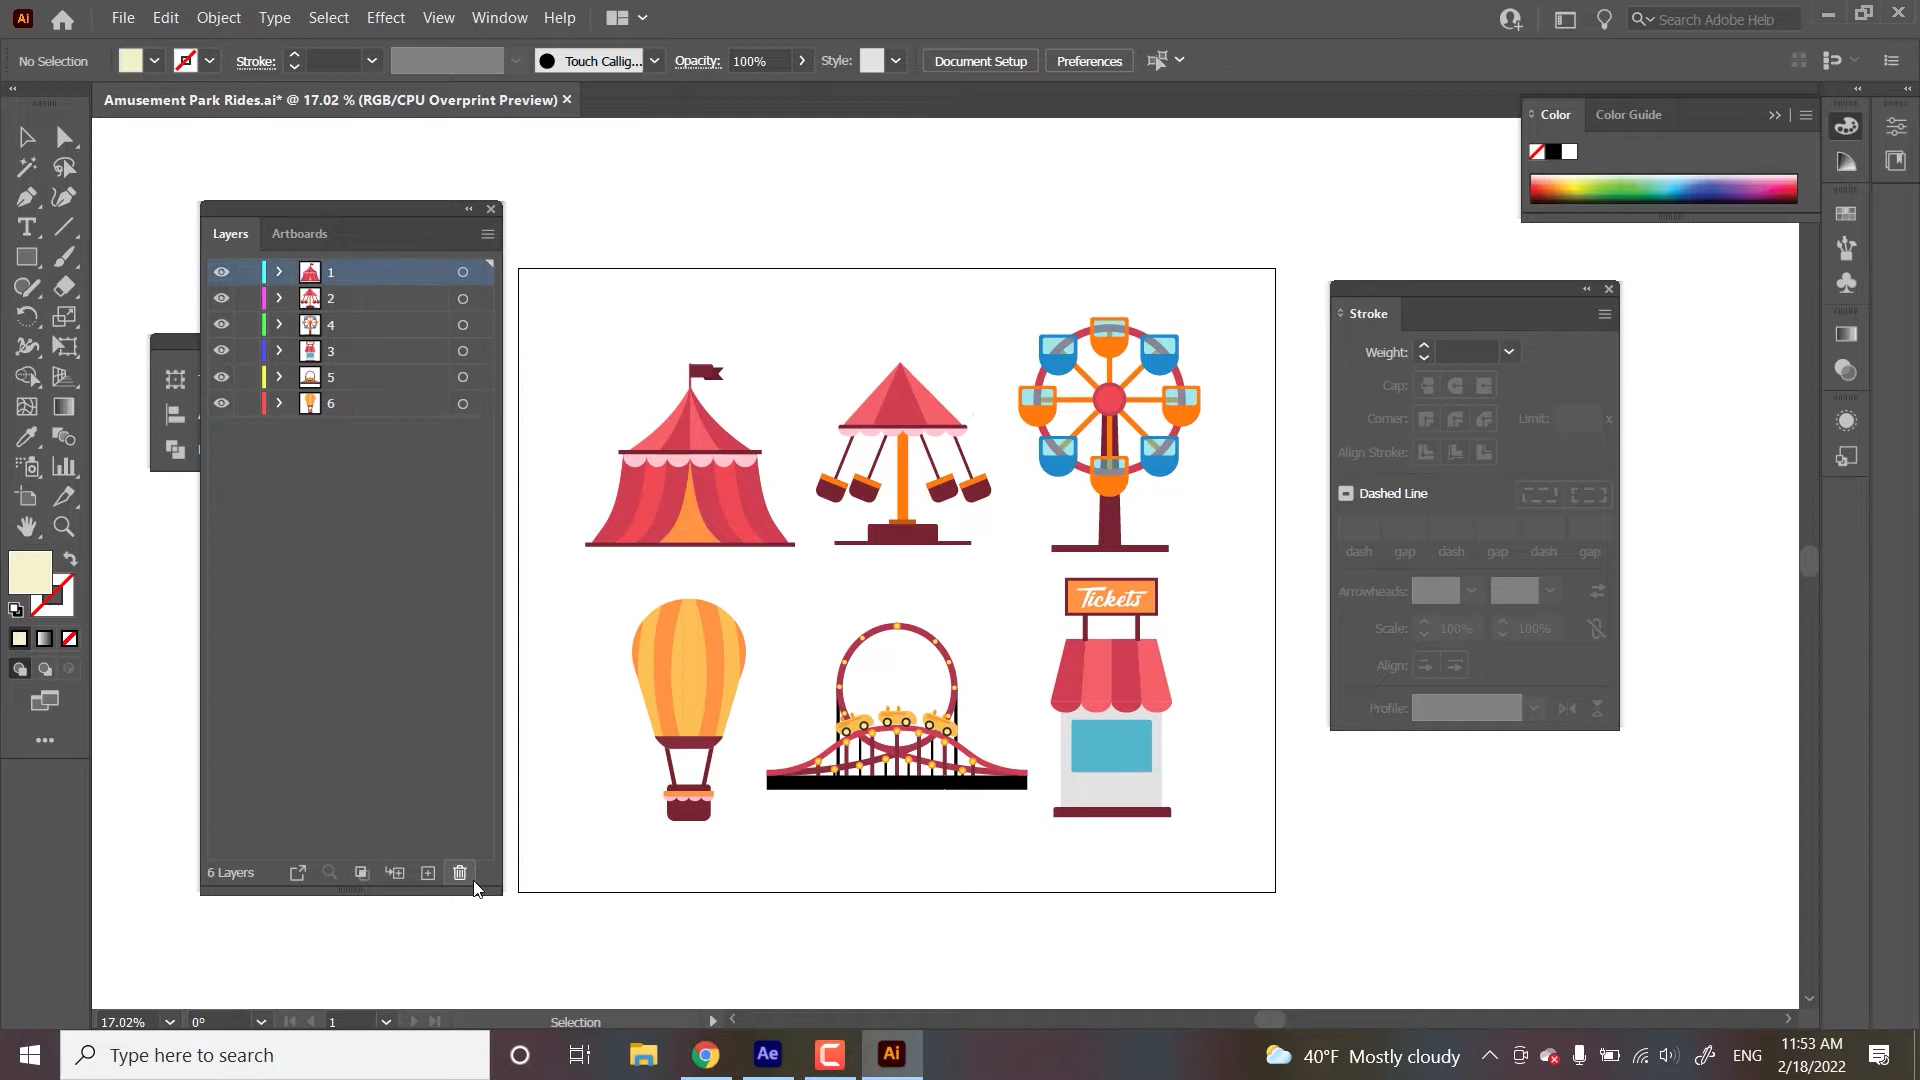 Ai File Edit Object Type Select Effect View Window Help Search Adobe Help
No Selection Stroke: Touch Callig... Opacity: 100% Style: Document Setup Preferences
Amusement Park Rides.ai* @ 17.02 % (RGB/CPU Overprint Preview)
Color Color Guide
Layers Artboards
1
2
4
3
5
6
6 Layers
Tickets
Stroke
Weight:
Cap:
Corner: Limit: x
Align Stroke:
Dashed Line
dash gap dash gap dash gap
Arrowheads:
Scale: 100% 100%
Align:
Profile:
17.02% 0° 1 Selection
Type here to search
Ae
Ai
40°F Mostly cloudy
ENG
11:53 AM
2/18/2022